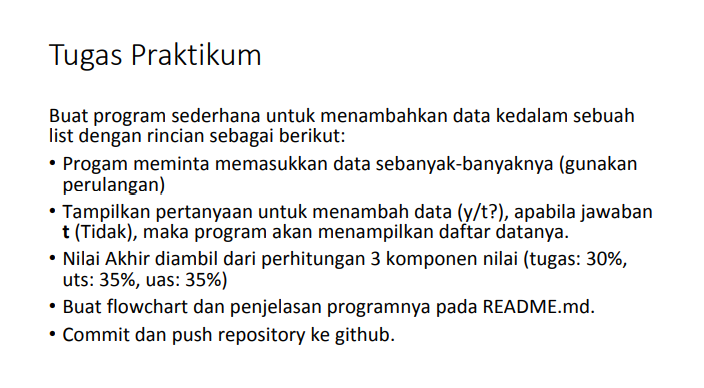 Tugas Praktikum
Buat program sederhana untuk menambahkan data kedalam sebuah
list dengan rincian sebagai berikut:
• Progam meminta memasukkan data sebanyak-banyaknya (gunakan
perulangan)
• Tampilkan pertanyaan untuk menambah data (y/t?), apabila jawaban
t (Tidak), maka program akan menampilkan daftar datanya.
• Nilai Akhir diambil dari perhitungan 3 komponen nilai (tugas: 30%,
uts: 35%, uas: 35%)
• Buat flowchart dan penjelasan programnya pada README.md.
• Commit dan push repository ke github.